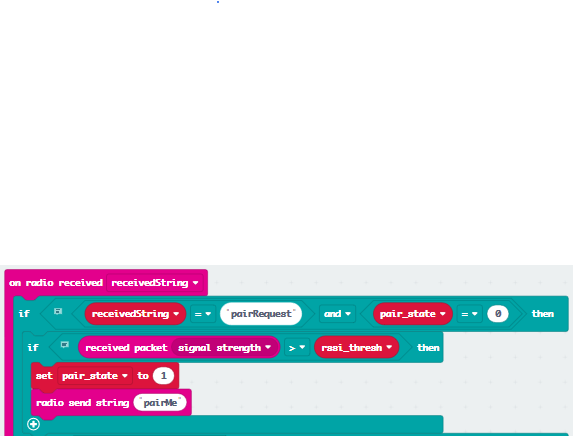 on radio received receivedString
if receivedString = "pairRequest" and pair_state = 0 then
if received packet signal strength > rssi_thresh then
set pair_state to 1
radio send string "pairMe"